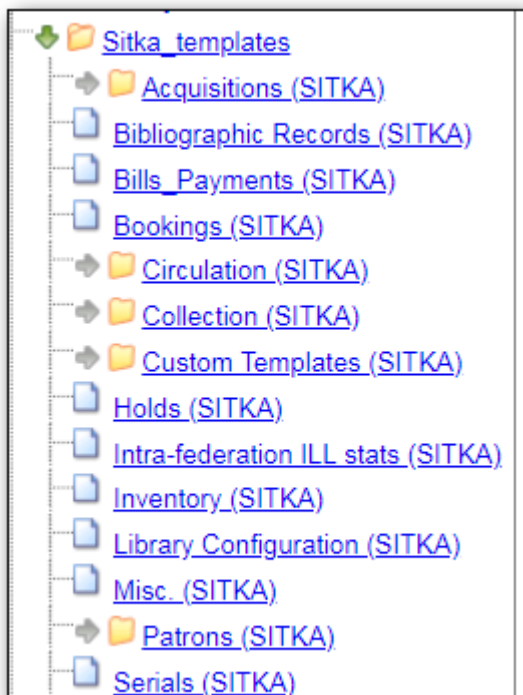 Sitka_templates
Acquisitions (SITKA)
Bibliographic Records (SITKA)
Bills_Payments (SITKA)
Bookings (SITKA)
Circulation (SITKA)
Collection (SITKA)
Custom Templates (SITKA)
Holds (SITKA)
Intra-federation ILL stats (SITKA)
Inventory (SITKA)
Library Configuration (SITKA)
Misc. (SITKA)
Patrons (SITKA)
Serials (SITKA)